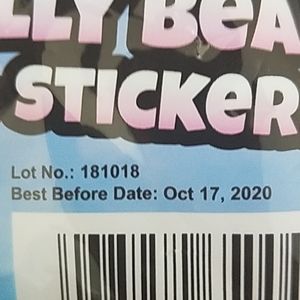 LLY BEA
STICKER
Lot No.: 181018
Best Before Date: Oct 17, 2020